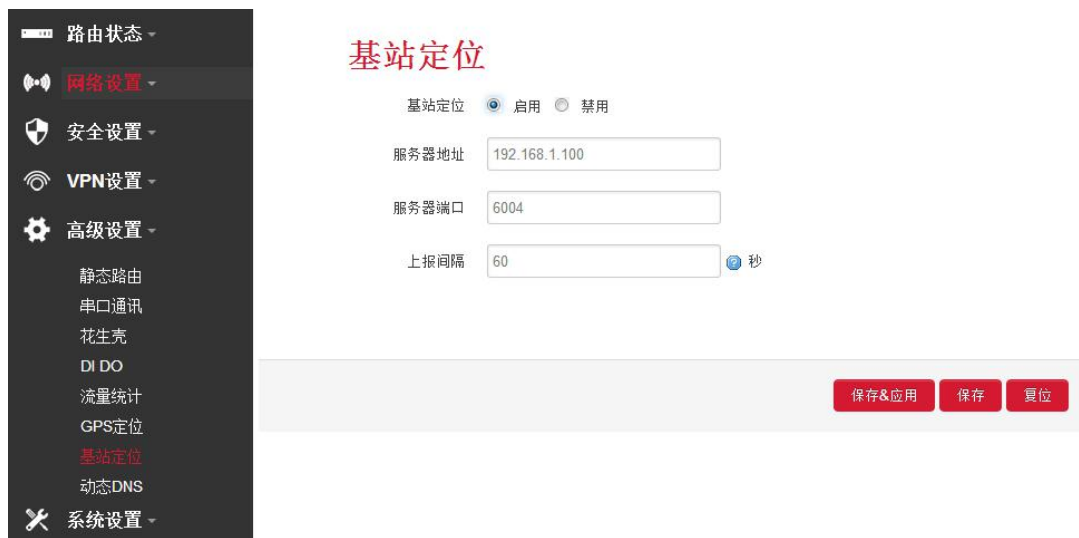 路由状态
网络设置
安全设置
VPN设置
高级设置
静态路由
串口通讯
花生壳
DI DO
流量统计
GPS定位
基站定位
动态DNS
系统设置
基站定位
基站定位 启用 禁用
服务器地址 192.168.1.100
服务器端口 6004
上报间隔 60 秒
保存&应用 保存 复位